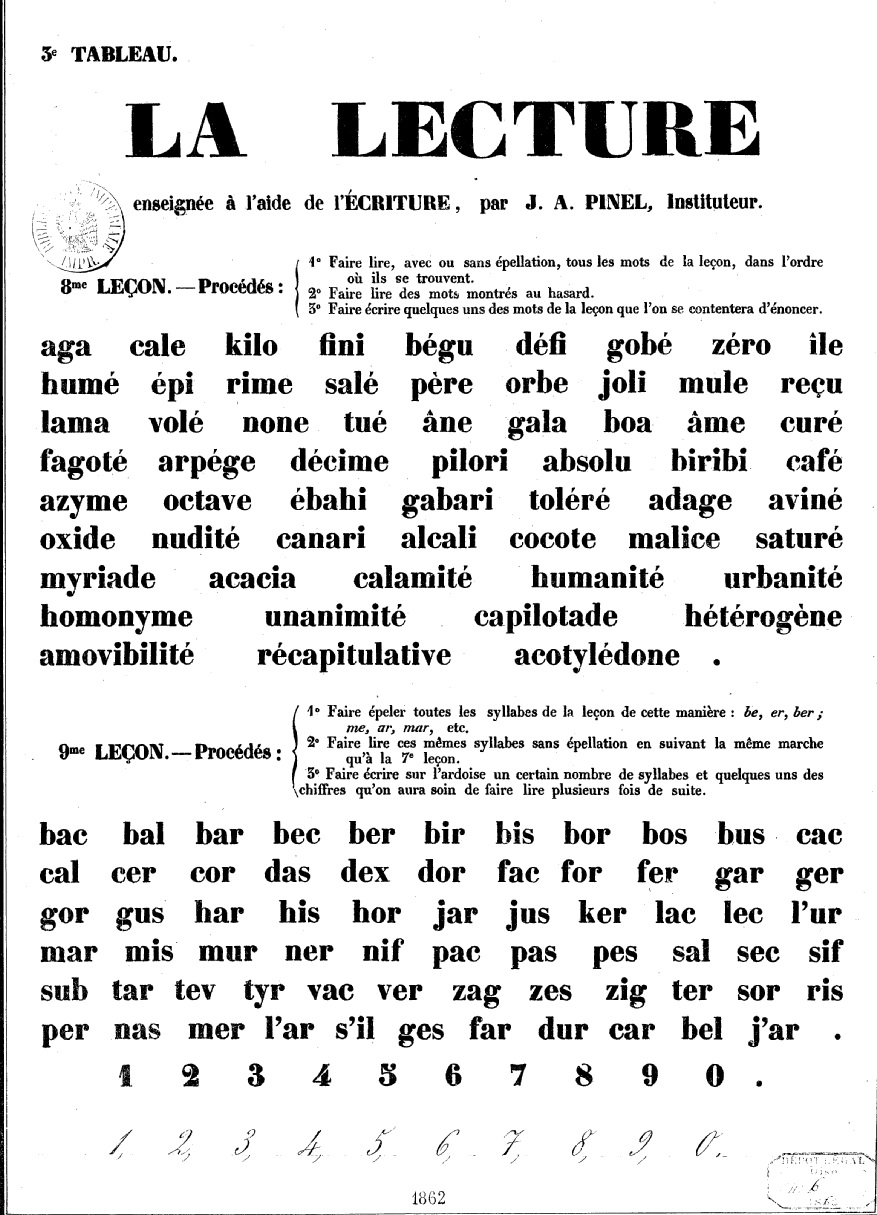 3e TABLEAU.
LA LECTURE
enseignée à l'aide de l'ÉCRITURE, par J. A. PINEL, Instituteur.
IMPR.
8me LEÇON. — Procédés :
1o Faire lire, avec ou sans épellation, tous les mots de la leçon, dans l'ordre
où ils se trouvent.
2o Faire lire des mots montrés au hasard.
3o Faire écrire quelques uns des mots de la leçon que l'on se contentera d'énoncer.
aga cale kilo fini bégu défi gobé zéro île
humé épi rime salé père orbe joli mule reçu
lama volé none tué âne gala boa âme curé
fagoté arpége décime pilori absolu biribi café
azyme octave ébahi gabari toléré adage aviné
oxide nudité canari alcali cocote malice saturé
myriade acacia calamité humanité urbanité
homonyme unanimité capilotade hétérogène
amovibilité récapitulative acotylédone .
9me LEÇON. — Procédés :
1o Faire épeler toutes les syllabes de la leçon de cette manière : be, er, ber ;
me, ar, mar, etc.
2o Faire lire ces mêmes syllabes sans épellation en suivant la même marche
qu'à la 7e leçon.
3o Faire écrire sur l'ardoise un certain nombre de syllabes et quelques uns des
chiffres qu'on aura soin de faire lire plusieurs fois de suite.
bac bal bar bec ber bir bis bor bos bus cac
cal cer cor das dex dor fac for fer gar ger
gor gus har his hor jar jus ker lac lec l'ur
mar mis mur ner nif pac pas pes sal sec sif
sub tar tev tyr vac ver zag zes zig ter sor ris
per nas mer l'ar s'il ges far dur car bel j'ar .
1 2 3 4 5 6 7 8 9 0 .
1, 2, 3, 4, 5, 6, 7, 8, 9, 0.
DÉPOT LÉGAL
Oise
6
1862